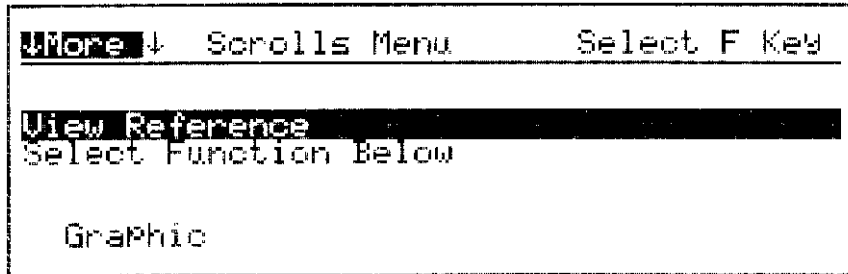 ↓More ↓ Scrolls Menu Select F Key
View Reference
Select Function Below
Graphic